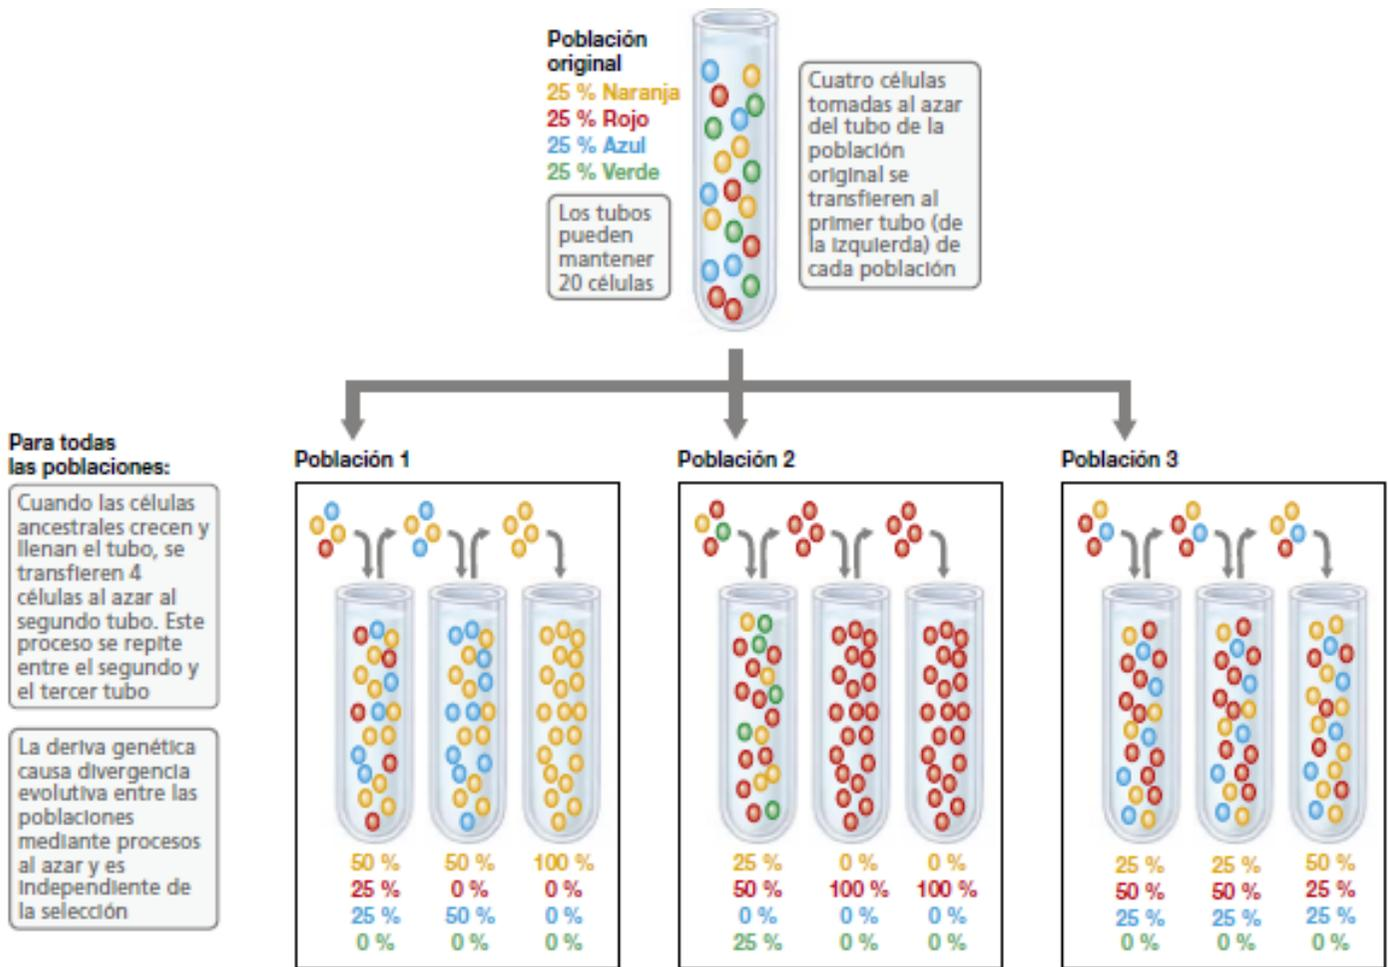 Población
original
25 % Naranja
25 % Rojo
25 % Azul
25 % Verde
Los tubos
pueden
mantener
20 células
Cuatro células
tomadas al azar
del tubo de la
población
original se
transfieren al
primer tubo (de
la izquierda) de
cada población
Para todas
las poblaciones:
Cuando las células
ancestrales crecen y
llenan el tubo, se
transfieren 4
células al azar al
segundo tubo. Este
proceso se repite
entre el segundo y
el tercer tubo
La deriva genética
causa divergencia
evolutiva entre las
poblaciones
mediante procesos
al azar y es
independiente de
la selección
Población 1
50 % 50 % 100 %
25 % 0 % 0 %
25 % 50 % 0 %
0 % 0 % 0 %
Población 2
25 % 0 % 0 %
50 % 100 % 100 %
0 % 0 % 0 %
25 % 0 % 0 %
Población 3
25 % 25 % 50 %
50 % 50 % 25 %
25 % 25 % 25 %
0 % 0 % 0 %